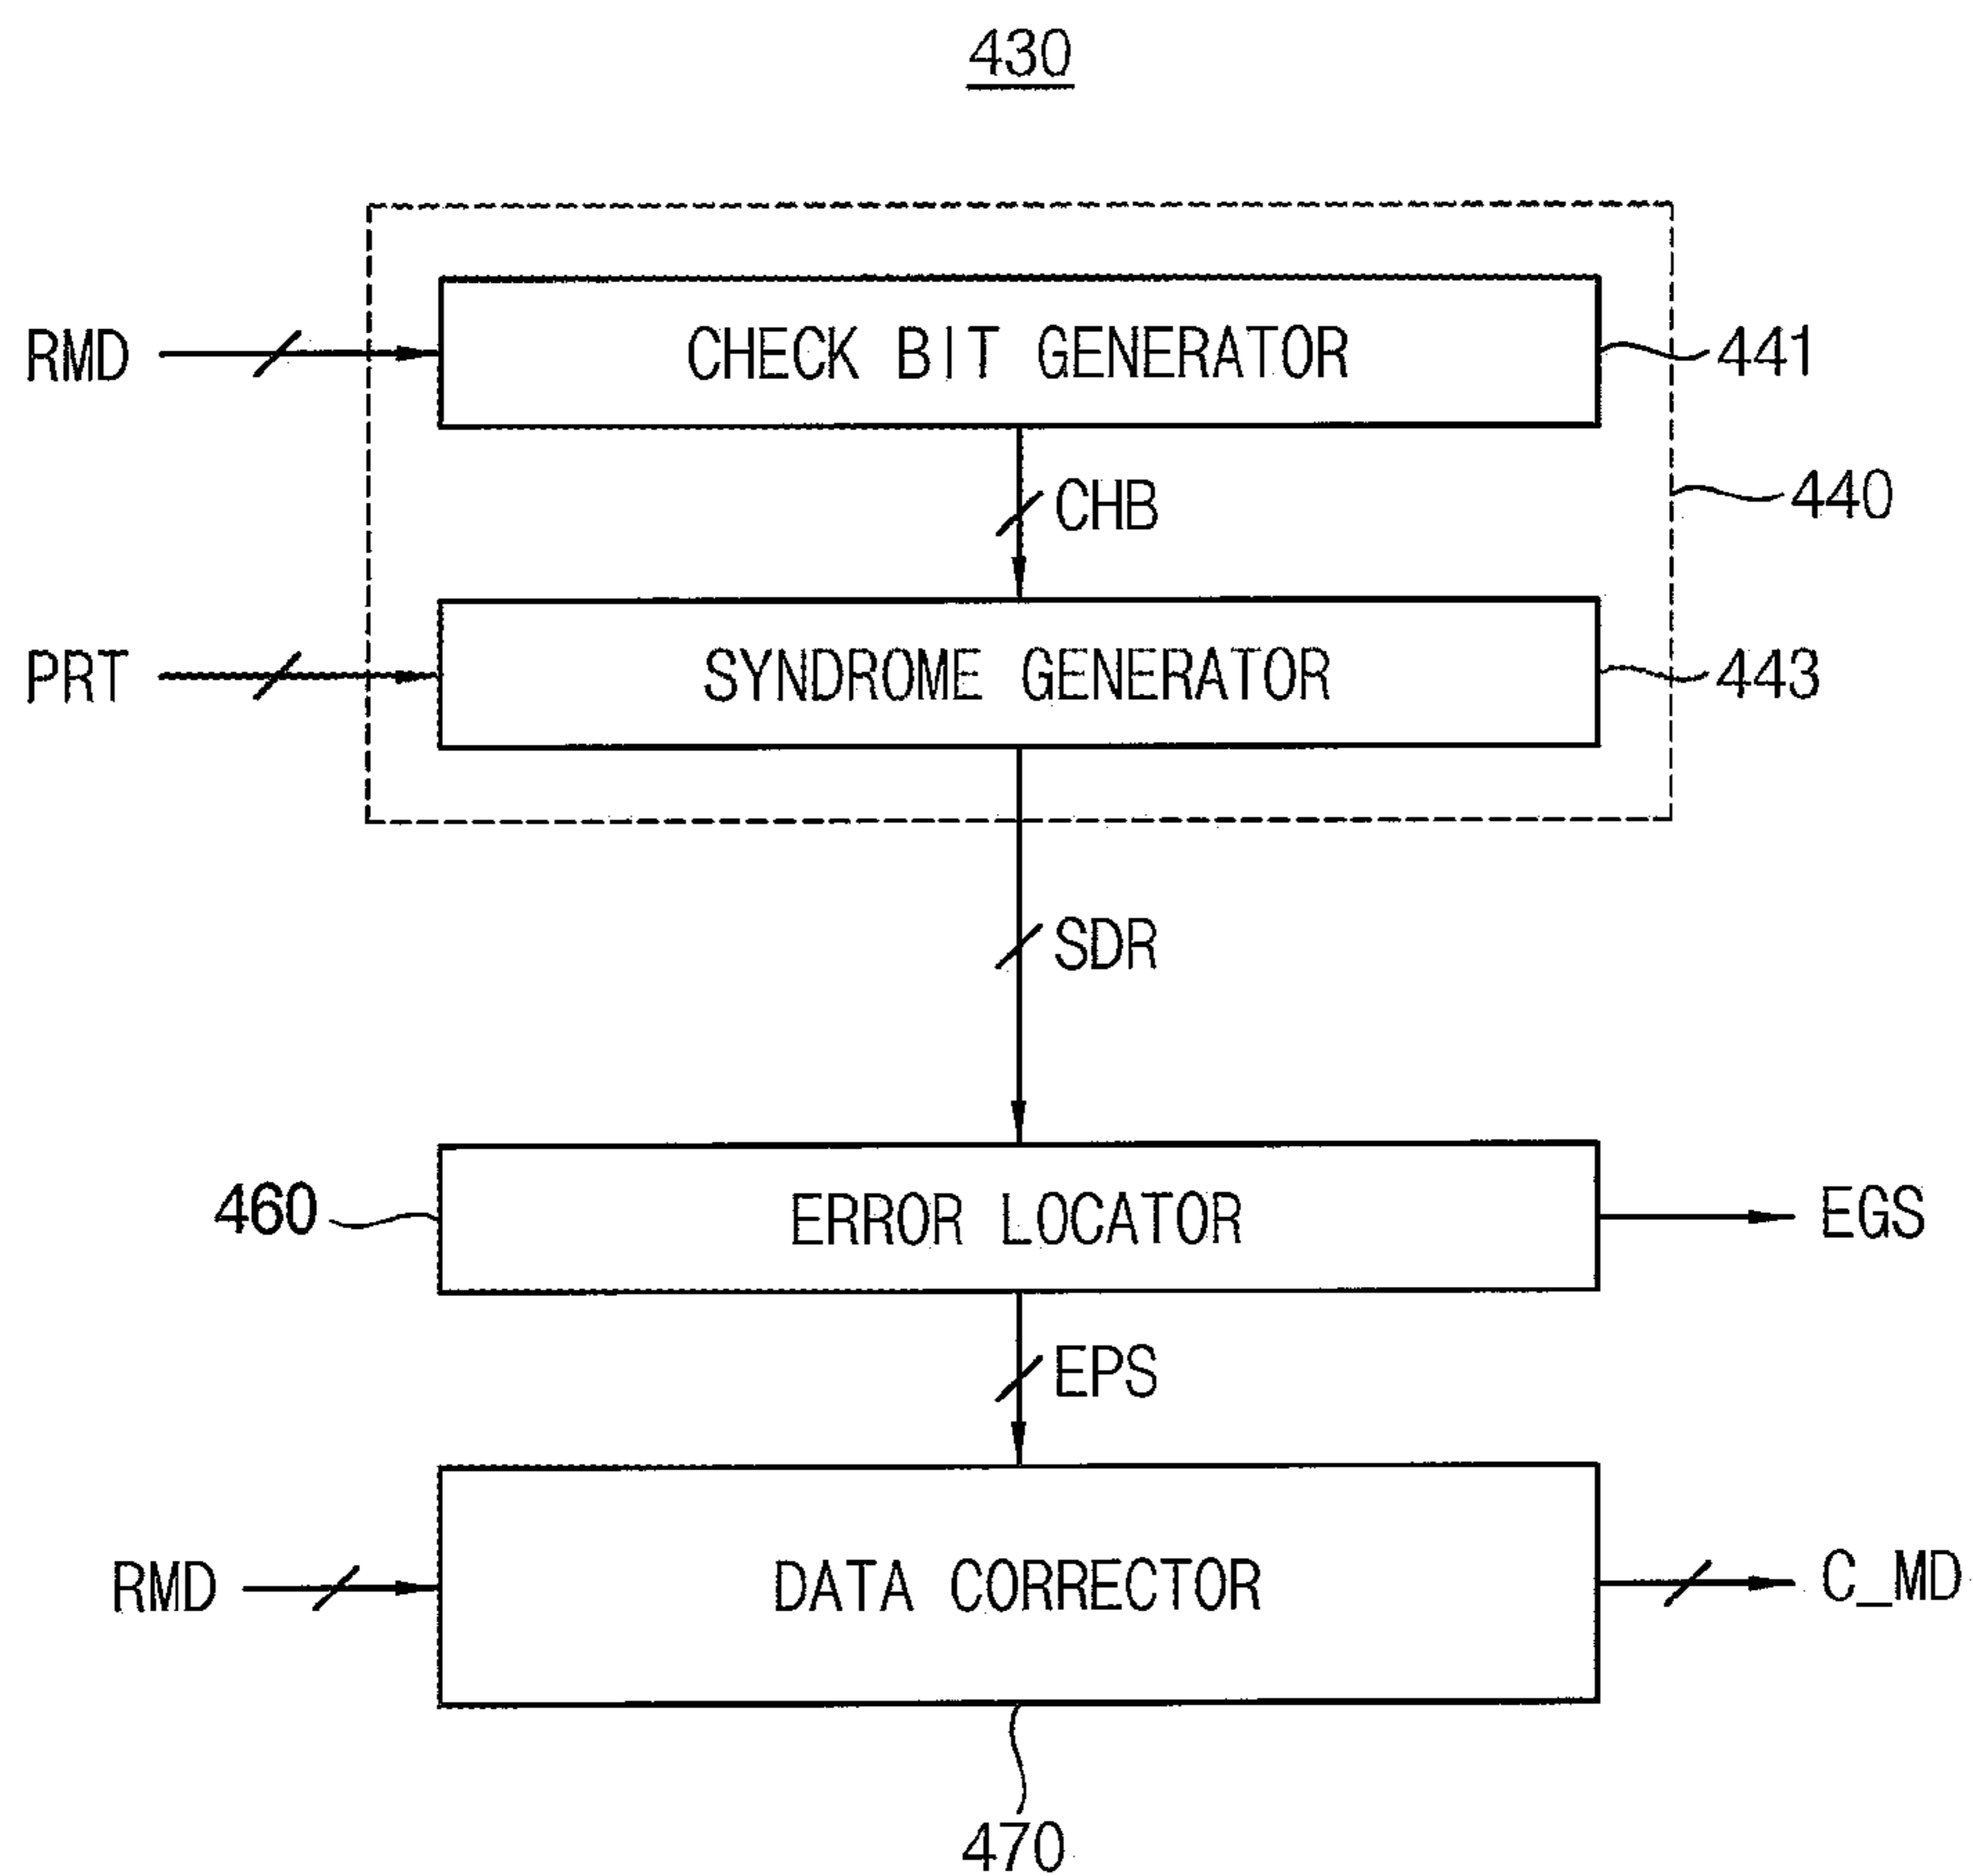 430
RMD
CHECK BIT GENERATOR
441
CHB
440
PRT
SYNDROME GENERATOR
443
SDR
460
ERROR LOCATOR
EGS
EPS
RMD
DATA CORRECTOR
C_MD
470